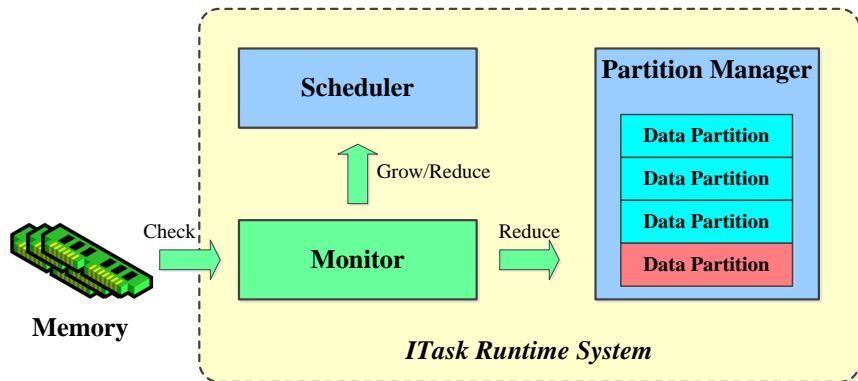 Scheduler
Partition Manager
Data Partition
Data Partition
Data Partition
Data Partition
Grow/Reduce
Check
Monitor
Reduce
Memory
ITask Runtime System